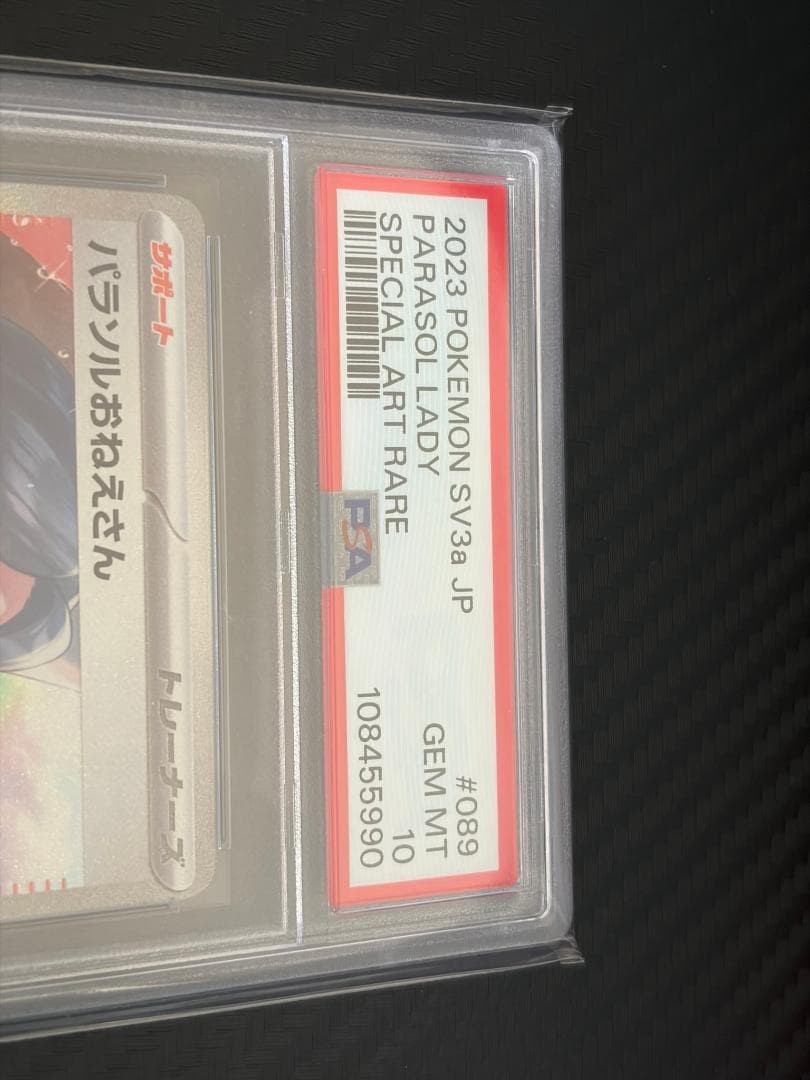 2023 POKEMON SV3a JP #089
PARASOL LADY GEM MT
SPECIAL ART RARE 10
PSA 108455990
サポート トレーナーズ
パラソルおねえさん